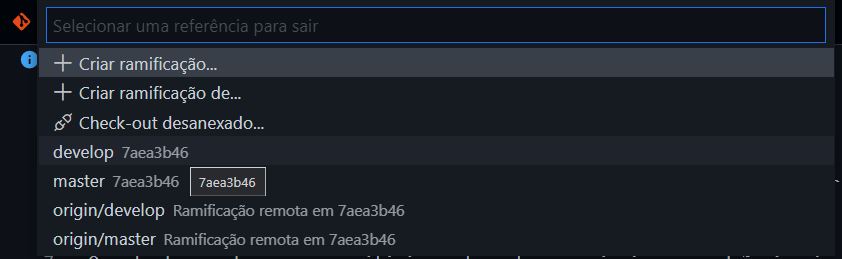 Selecionar uma referência para sair
Criar ramificação...
Criar ramificação de...
Check-out desanexado...
develop 7aea3b46
master 7aea3b46 7aea3b46
origin/develop Ramificação remota em 7aea3b46
origin/master Ramificação remota em 7aea3b46